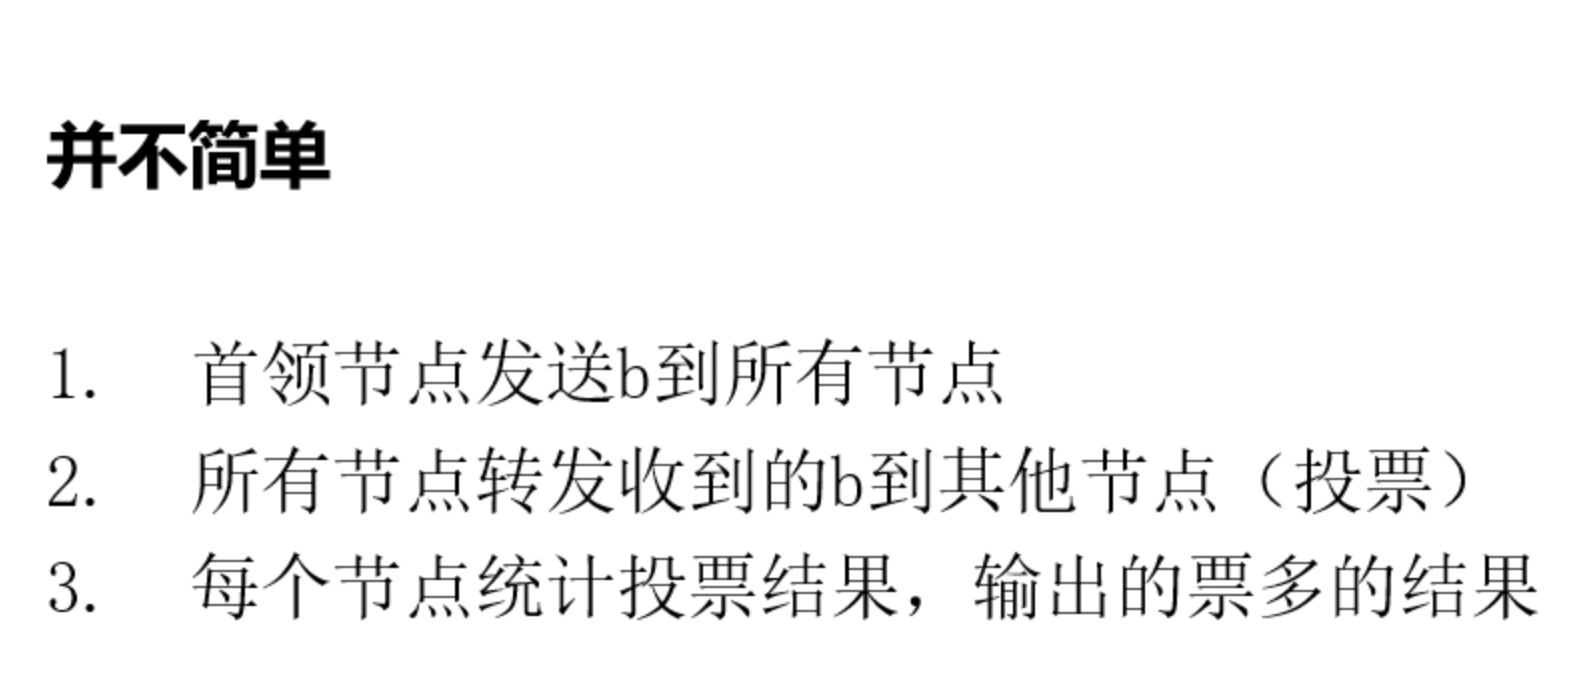 并不简单
1. 首领节点发送b到所有节点
2. 所有节点转发收到的b到其他节点（投票）
3. 每个节点统计投票结果，输出的票多的结果